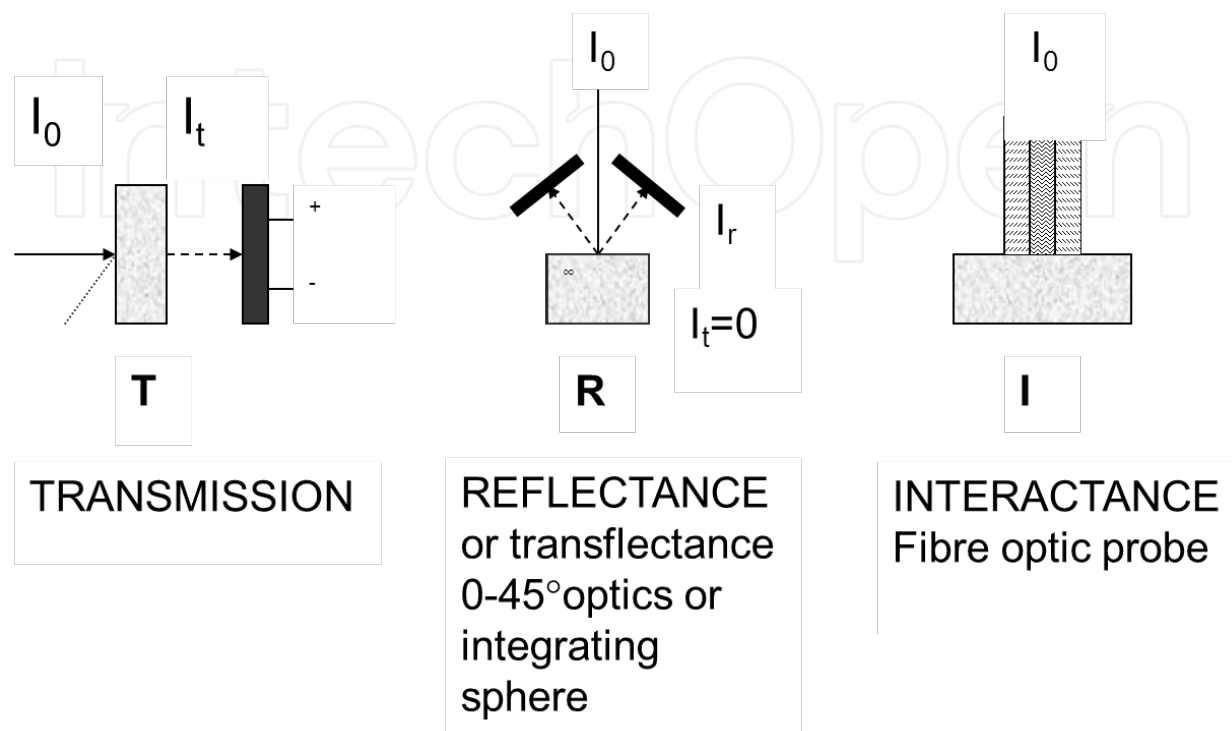 IntechOpen
I₀
Iₜ
+
-
T
TRANSMISSION
I₀
Iᵣ
∞
Iₜ=0
R
REFLECTANCE
or transflectance
0-45°optics or
integrating
sphere
I₀
I
INTERACTANCE
Fibre optic probe